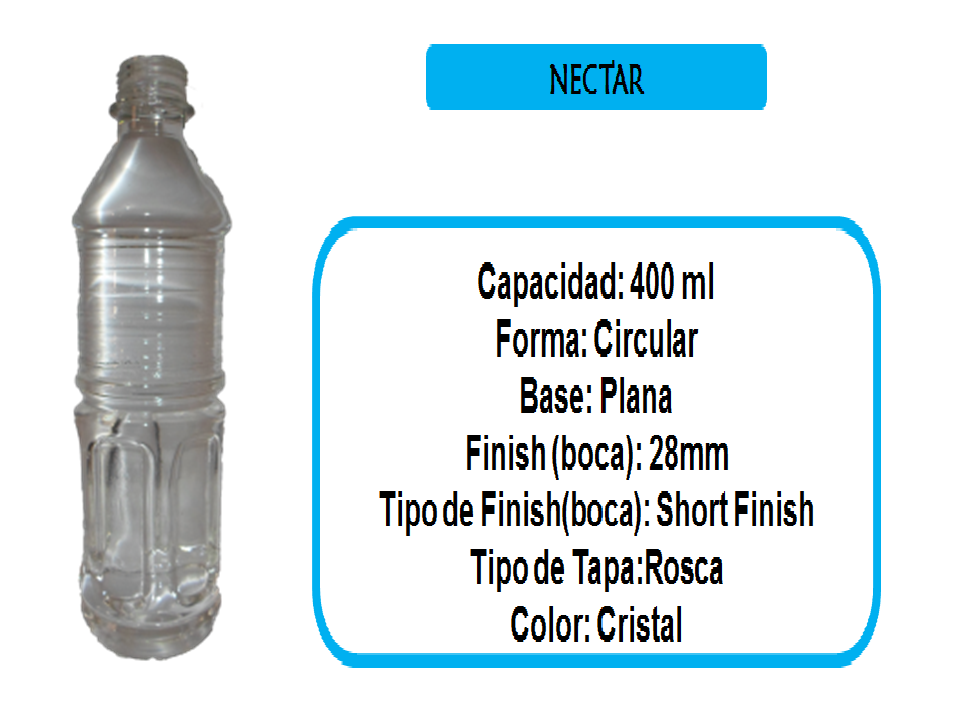 NECTAR
Capacidad: 400 ml
Forma: Circular
Base: Plana
Finish (boca): 28mm
Tipo de Finish(boca): Short Finish
Tipo de Tapa:Rosca
Color: Cristal